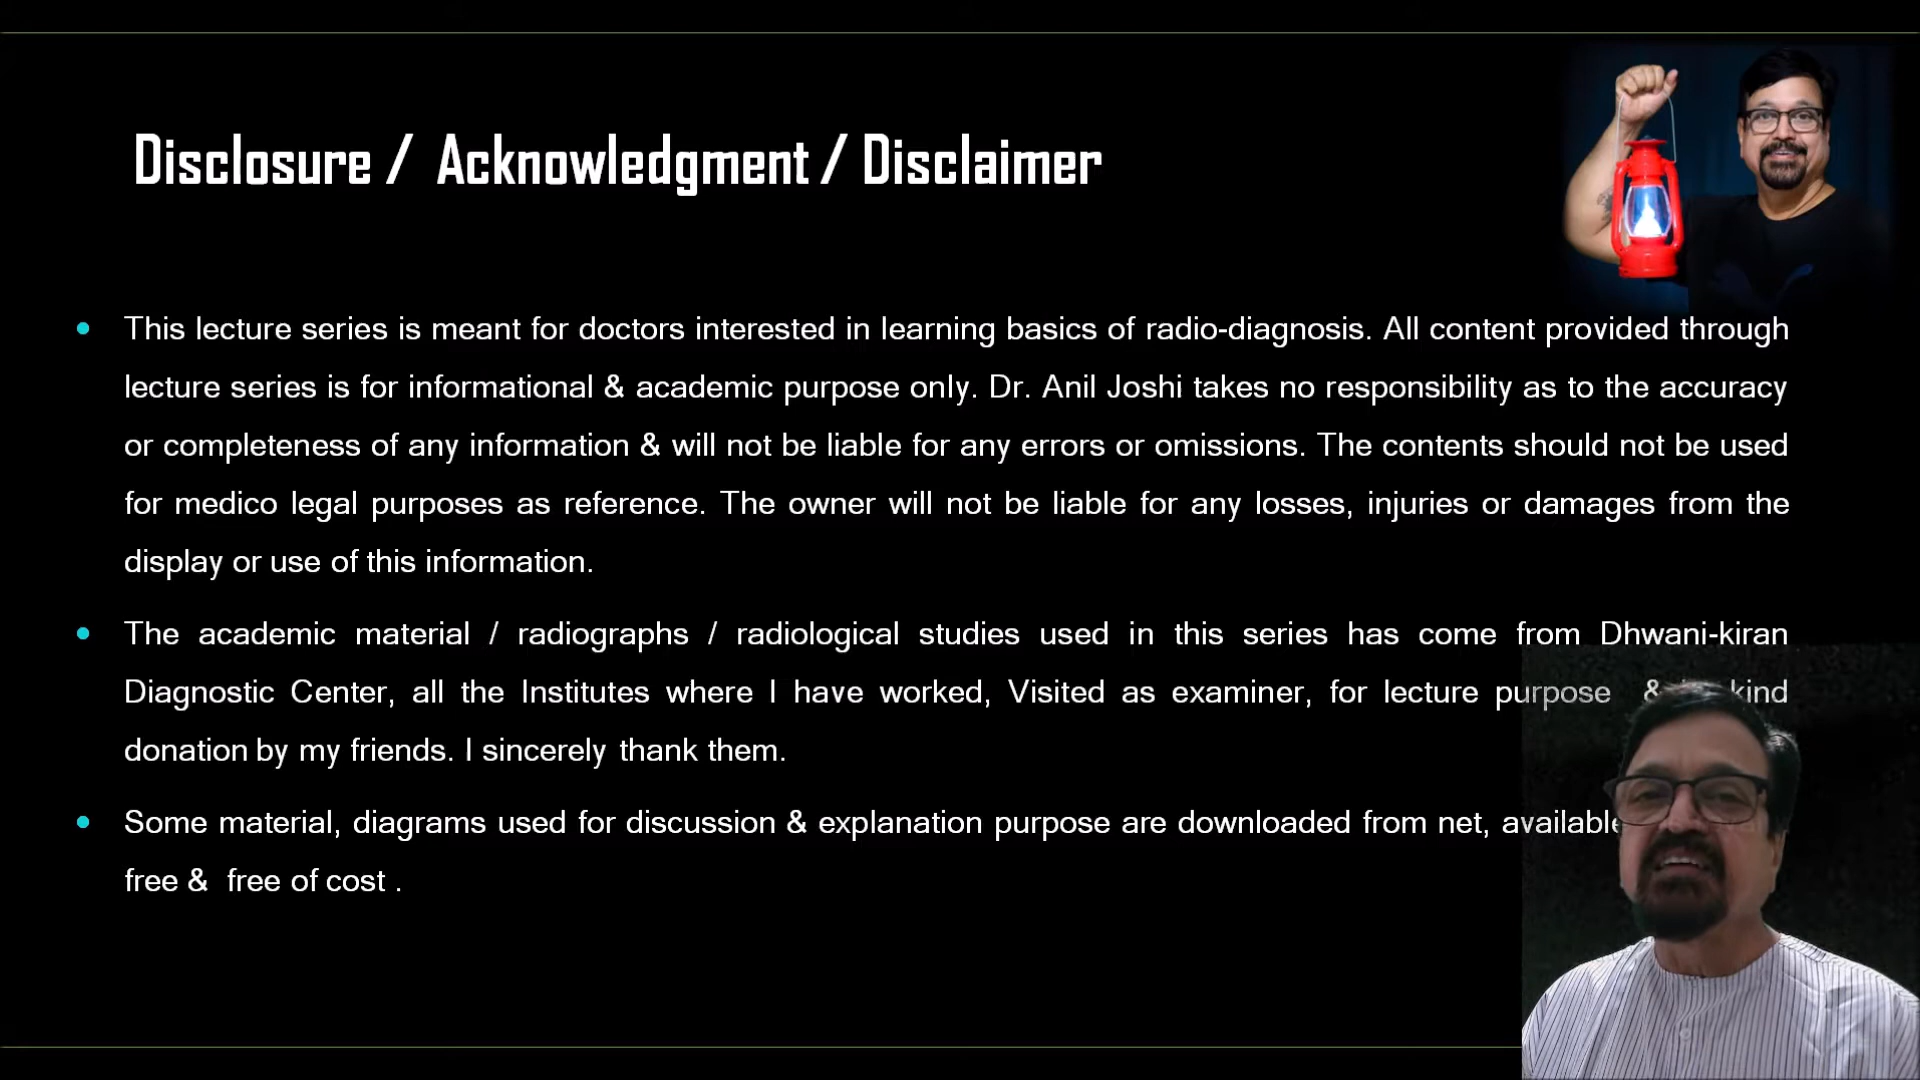 Disclosure / Acknowledgment / Disclaimer
This lecture series is meant for doctors interested in learning basics of radio-diagnosis. All content provided through
lecture series is for informational & academic purpose only. Dr. Anil Joshi takes no responsibility as to the accuracy
or completeness of any information & will not be liable for any errors or omissions. The contents should not be used
for medico legal purposes as reference. The owner will not be liable for any losses, injuries or damages from the
display or use of this information.
The academic material / radiographs / radiological studies used in this series has come from Dhwani-kiran
Diagnostic Center, all the Institutes where I have worked, Visited as examiner, for lecture purpose & kind
donation by my friends. I sincerely thank them.
Some material, diagrams used for discussion & explanation purpose are downloaded from net, available
free & free of cost .